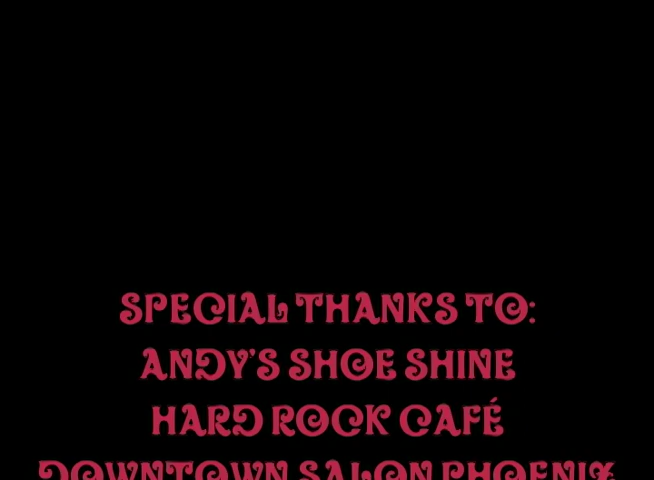 SPECIAL THANKS TO:
ANDY'S SHOE SHINE
HARD ROCK CAFÉ
DOWNTOWN SALON PHOENIX